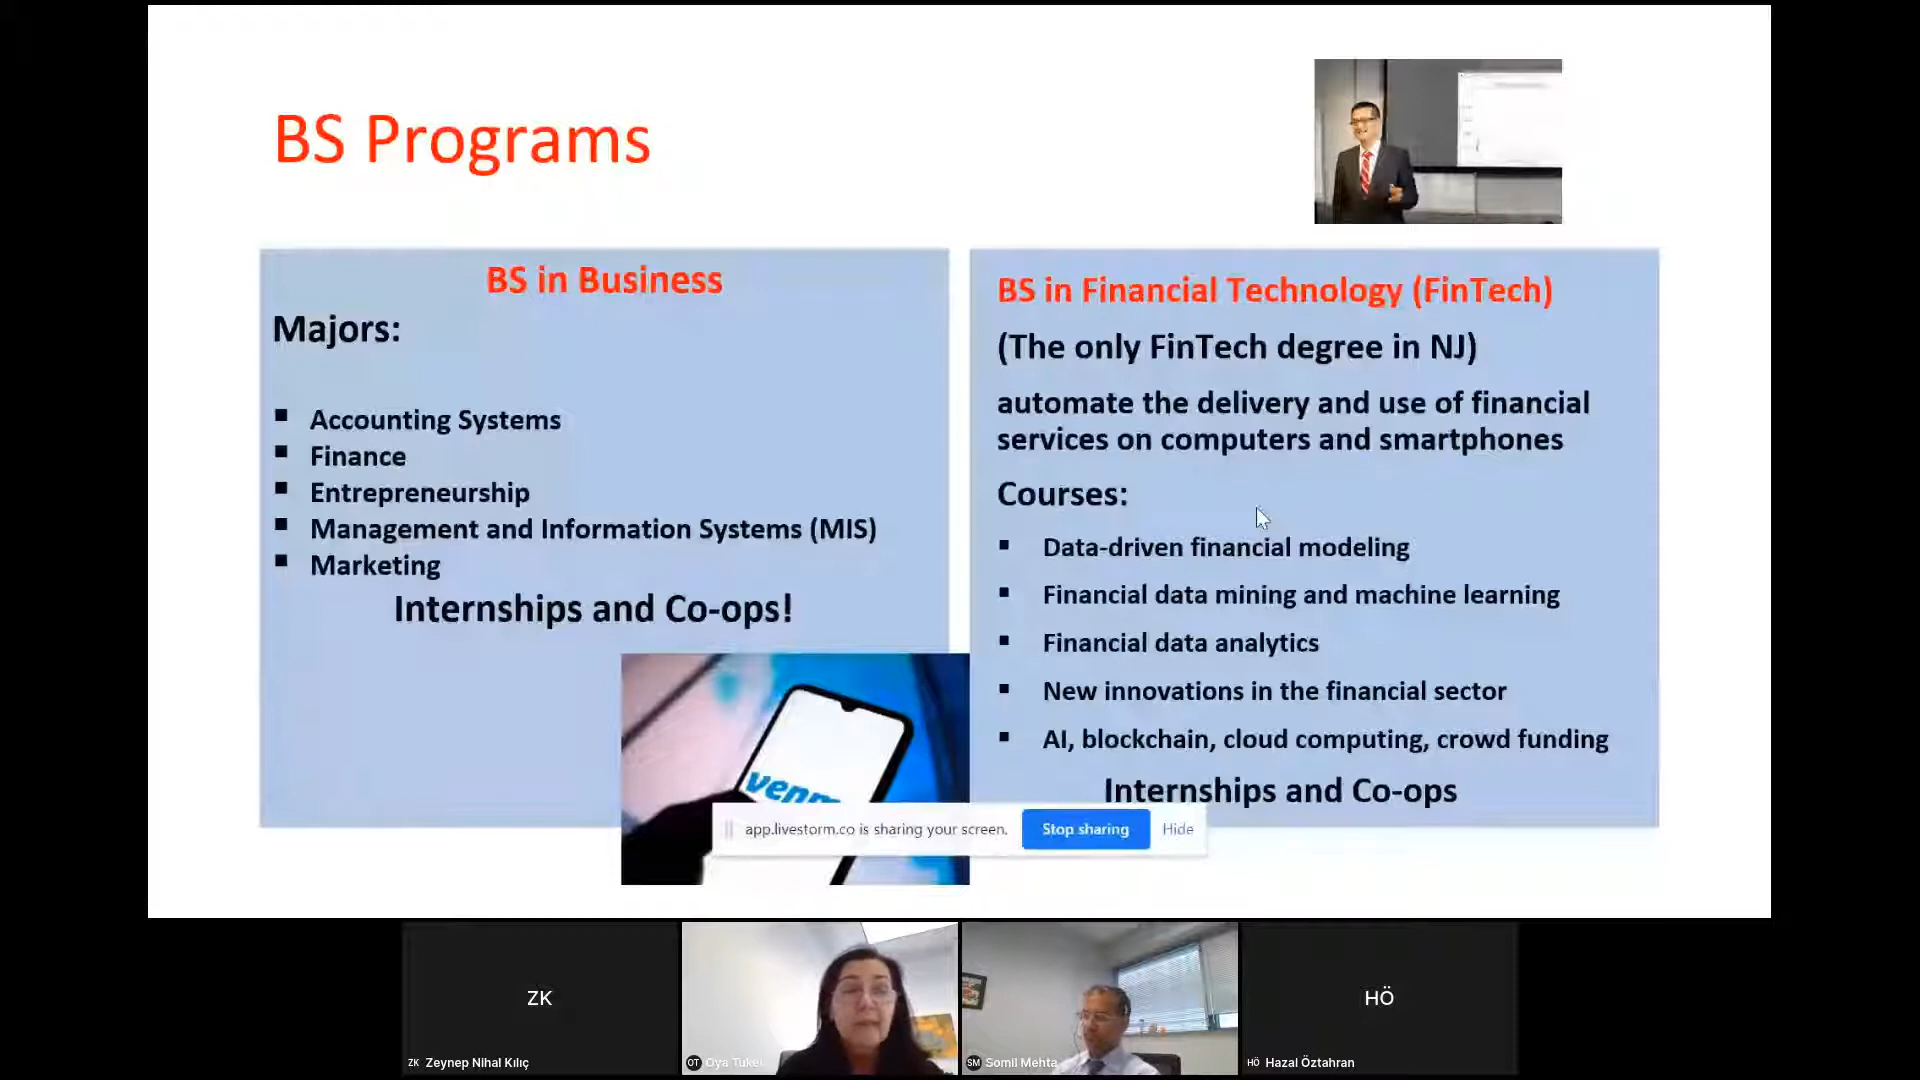 BS Programs
BS in Business
Majors:
▪ Accounting Systems
▪ Finance
▪ Entrepreneurship
▪ Management and Information Systems (MIS)
▪ Marketing
Internships and Co-ops!
BS in Financial Technology (FinTech)
(The only FinTech degree in NJ)
automate the delivery and use of financial
services on computers and smartphones
Courses:
▪ Data-driven financial modeling
▪ Financial data mining and machine learning
▪ Financial data analytics
▪ New innovations in the financial sector
▪ AI, blockchain, cloud computing, crowd funding
Internships and Co-ops
app.livestorm.co is sharing your screen.
Stop sharing
Hide
ZK
HÖ
ZK Zeynep Nihal Kılıç
OT Oya Tukel
SM Somil Mehta
HÖ Hazal Öztahran